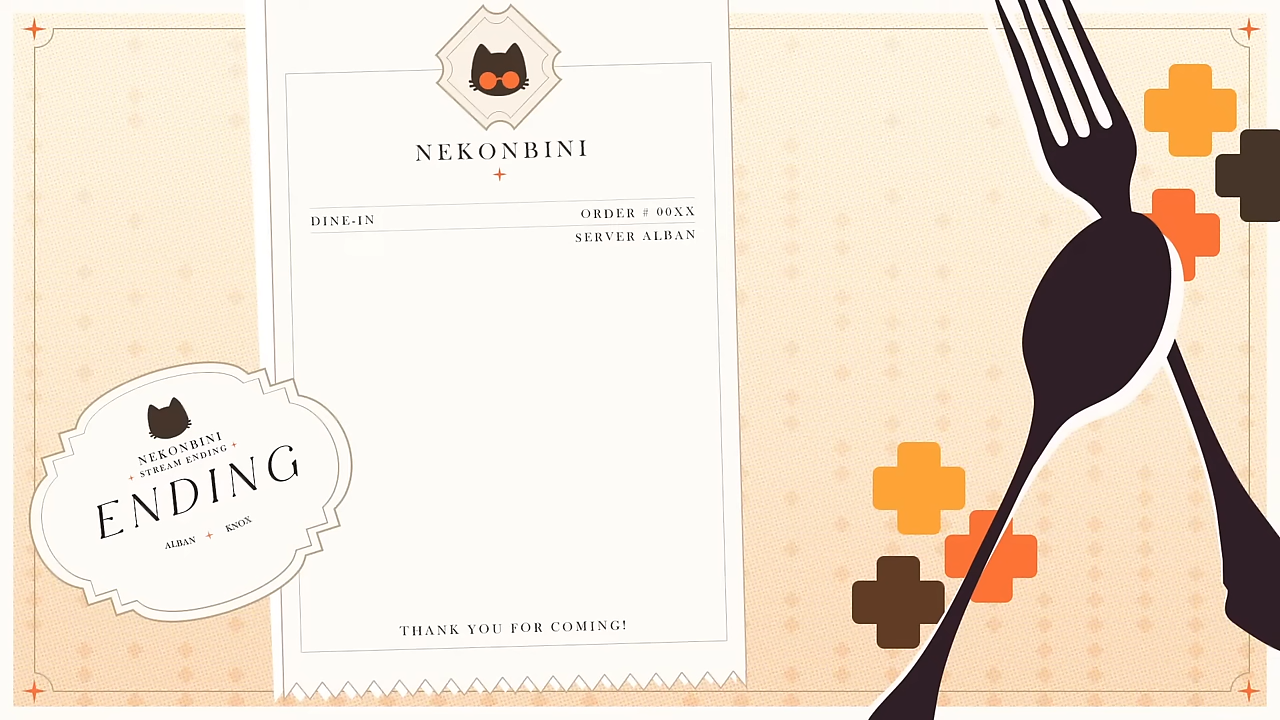 NEKONBINI
DINE-IN
ORDER # 00XX
SERVER ALBAN
THANK YOU FOR COMING!
NEKONBINI
STREAM ENDING
ENDING
ALBAN KNOX